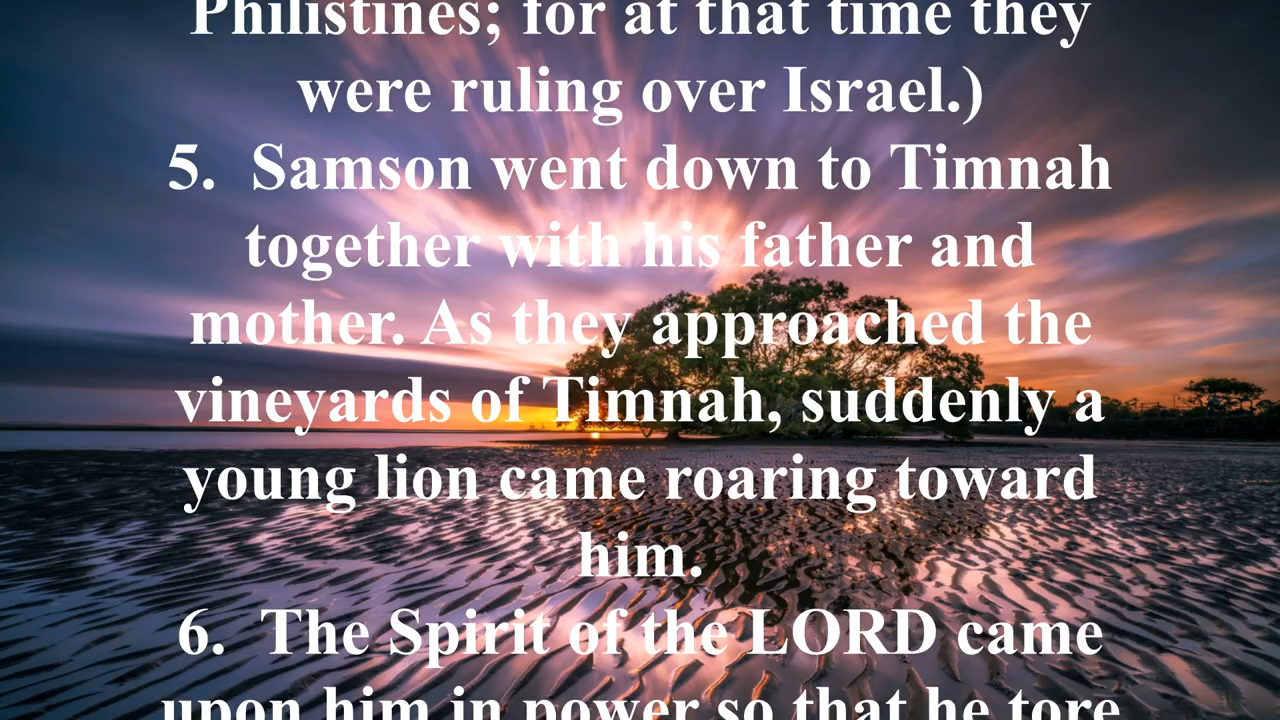 Philistines; for at that time they
were ruling over Israel.)
5.  Samson went down to Timnah
together with his father and
mother. As they approached the
vineyards of Timnah, suddenly a
young lion came roaring toward
him.
6.  The Spirit of the LORD came
upon him in power so that he tore